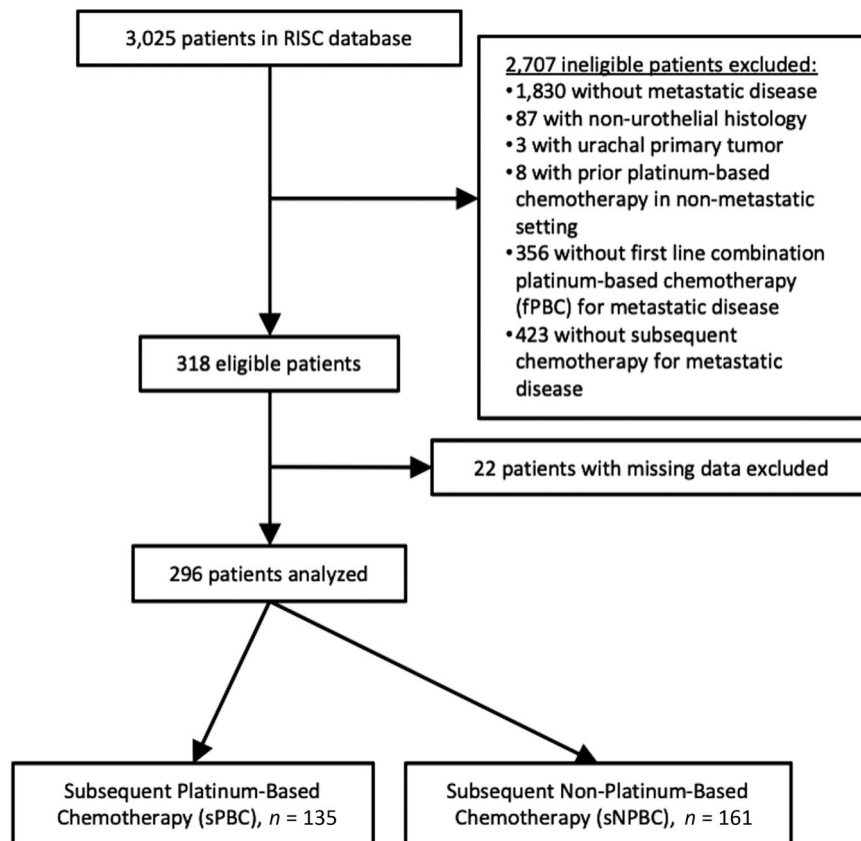 3,025 patients in RISC database
2,707 ineligible patients excluded:
•1,830 without metastatic disease
•87 with non-urothelial histology
•3 with urachal primary tumor
•8 with prior platinum-based
chemotherapy in non-metastatic
setting
•356 without first line combination
platinum-based chemotherapy
(fPBC) for metastatic disease
•423 without subsequent
chemotherapy for metastatic
disease
318 eligible patients
22 patients with missing data excluded
296 patients analyzed
Subsequent Platinum-Based
Chemotherapy (sPBC), n = 135
Subsequent Non-Platinum-Based
Chemotherapy (sNPBC), n = 161